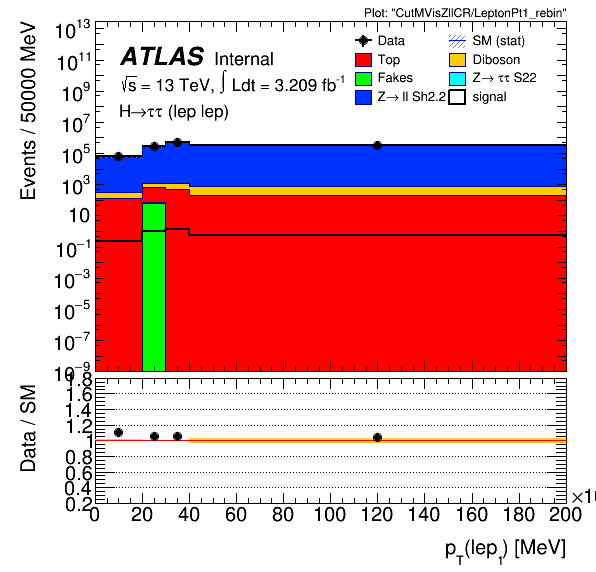 Plot: "CutMVisZllCR/LeptonPt1_rebin"
Events / 50000 MeV
10¹³
10¹¹
10⁹
10⁷
10⁵
10³
10
10⁻¹
10⁻³
10⁻⁵
10⁻⁷
10⁻⁹
ATLAS Internal
√s = 13 TeV, ∫ Ldt = 3.209 fb⁻¹
H→ττ (lep lep)
Data
Top
Fakes
Z→ ll Sh2.2
SM (stat)
Diboson
Z→ ττ S22
signal
Data / SM
1.8
1.6
1.4
1.2
1
0.8
0.6
0.4
0.2
0 20 40 60 80 100 120 140 160 180 200
p_T(lep_1) [MeV]